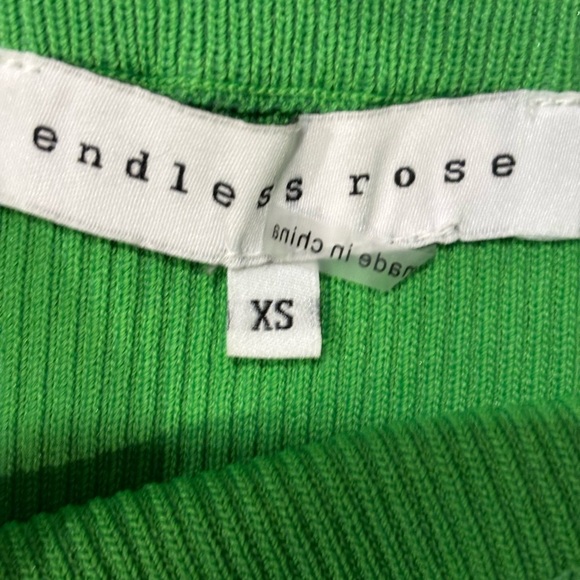 endless rose
made in china
XS